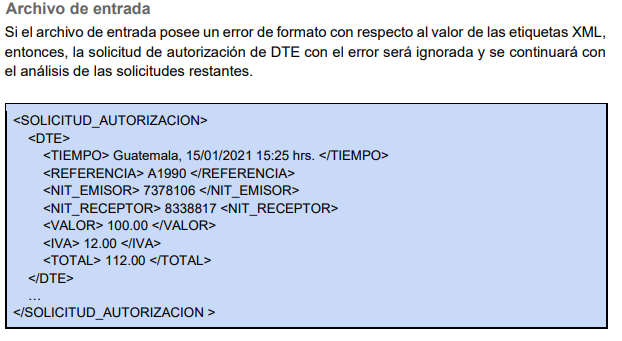 Archivo de entrada
Si el archivo de entrada posee un error de formato con respecto al valor de las etiquetas XML,
entonces, la solicitud de autorización de DTE con el error será ignorada y se continuará con
el análisis de las solicitudes restantes.
<SOLICITUD_AUTORIZACION>
<DTE>
<TIEMPO> Guatemala, 15/01/2021 15:25 hrs. </TIEMPO>
<REFERENCIA> A1990 </REFERENCIA>
<NIT_EMISOR> 7378106 </NIT_EMISOR>
<NIT_RECEPTOR> 8338817 <NIT_RECEPTOR>
<VALOR> 100.00 </VALOR>
<IVA> 12.00 </IVA>
<TOTAL> 112.00 </TOTAL>
</DTE>
…
</SOLICITUD_AUTORIZACION >